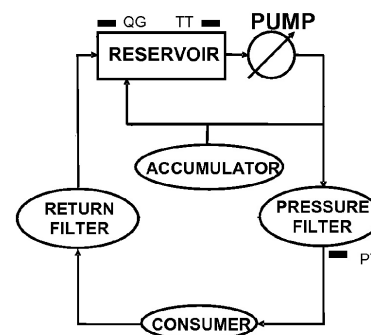 QG TT PUMP
RESERVOIR
ACCUMULATOR
RETURN
FILTER
PRESSURE
FILTER
CONSUMER